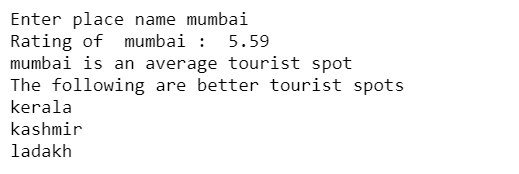 Enter place name mumbai
Rating of  mumbai :  5.59
mumbai is an average tourist spot
The following are better tourist spots
kerala
kashmir
ladakh